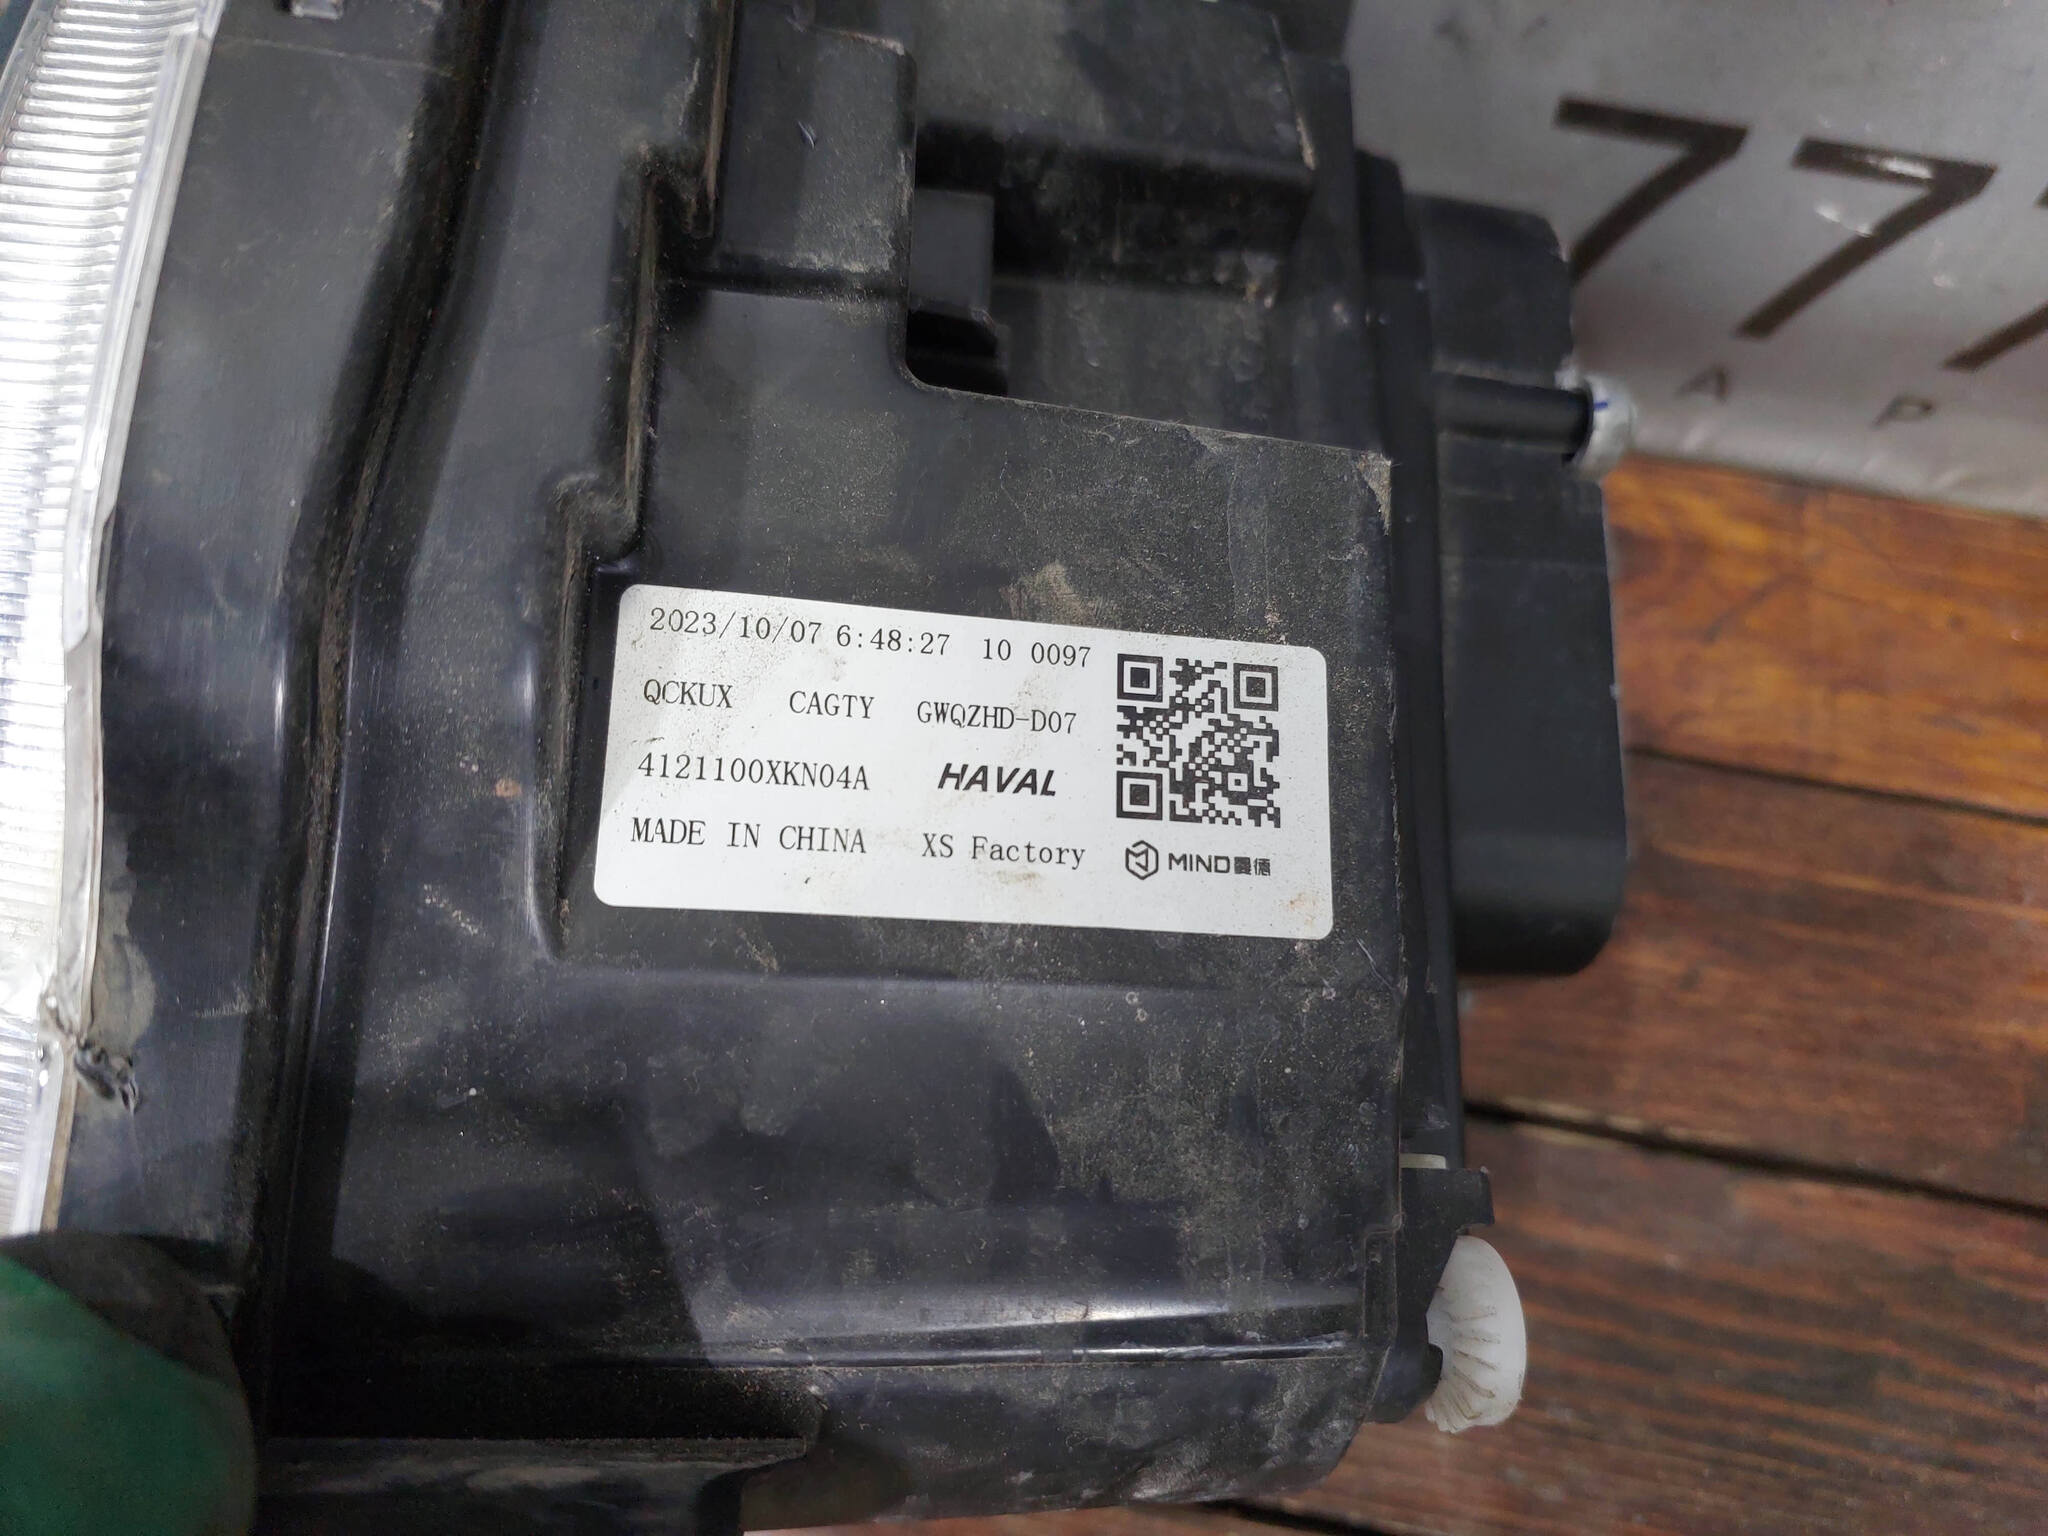 777
A P
2023/10/07 6:48:27 10 0097
QCKUX CAGTY GWQZHD-D07
4121100XKN04A HAVAL
MADE IN CHINA XS Factory MIND曼德